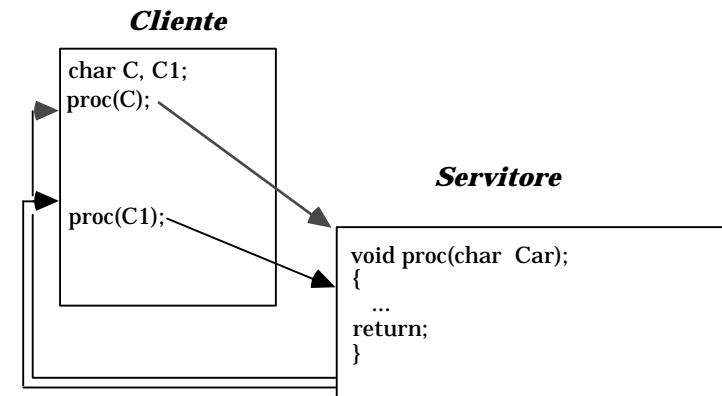 Cliente
char C, C1;
proc(C);
proc(C1);
Servitore
void proc(char Car);
{
...
return;
}